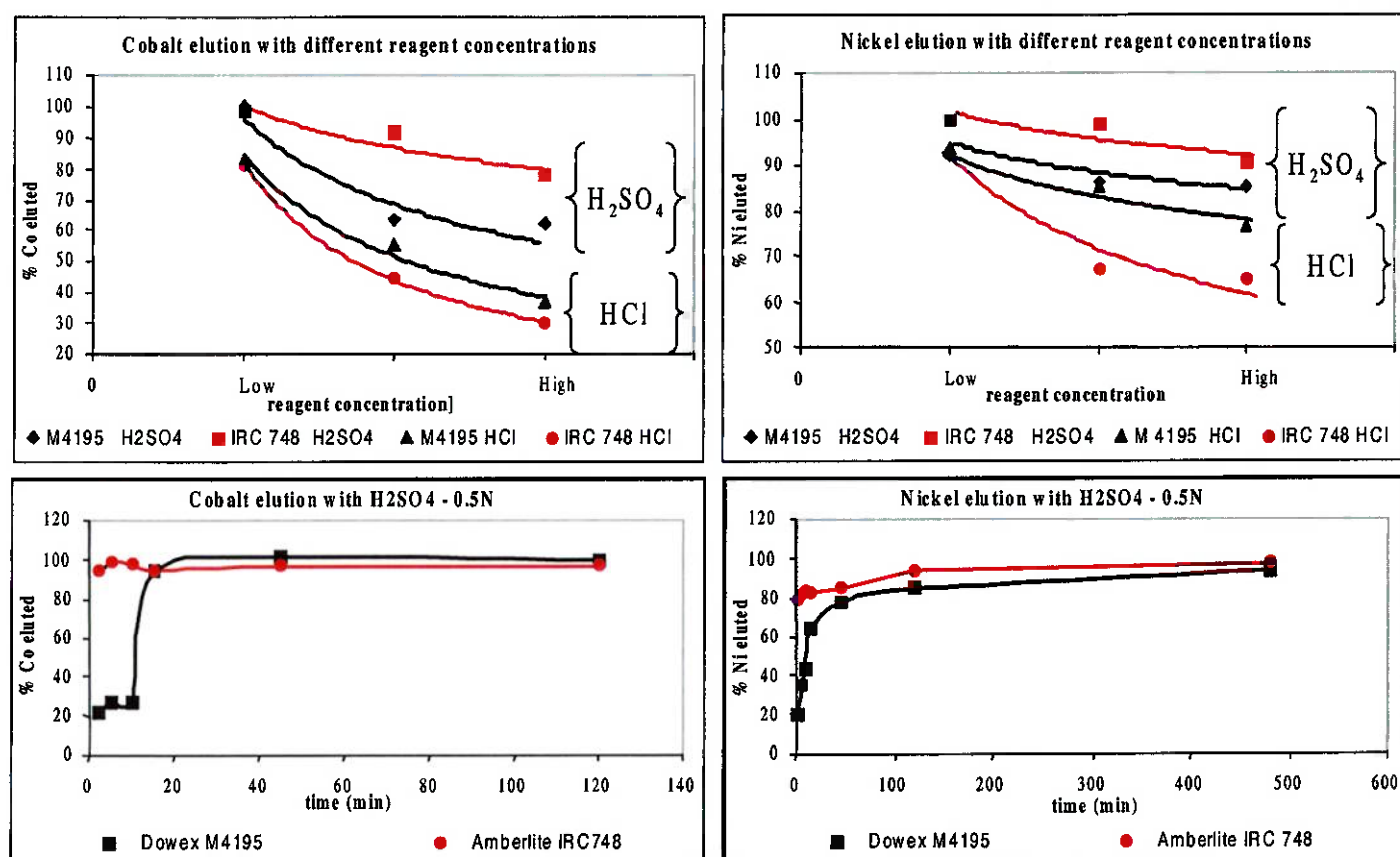 Cobalt elution with different reagent concentrations
% Co eluted
110
100
90
80
70
60
50
40
30
20
H₂SO₄
HCl
0 Low High
reagent concentration]
M4195 H2SO4 IRC 748 H2SO4 M4195 HCl IRC 748 HCl
Nickel elution with different reagent concentrations
% Ni eluted
110
100
90
80
70
60
50
H₂SO₄
HCl
0 Low High
reagent concentration
M4195 H2SO4 IRC 748 H2SO4 M 4195 HCl IRC 748 HCl
Cobalt elution with H2SO4 - 0.5N
% Co eluted
120
100
80
60
40
20
0
0 20 40 60 80 100 120 140
time (min)
Dowex M4195 Amberlite IRC748
Nickel elution with H2SO4 - 0.5N
% Ni eluted
120
100
80
60
40
20
0
0 100 200 300 400 500 600
time (min)
Dowex M4195 Amberlite IRC 748